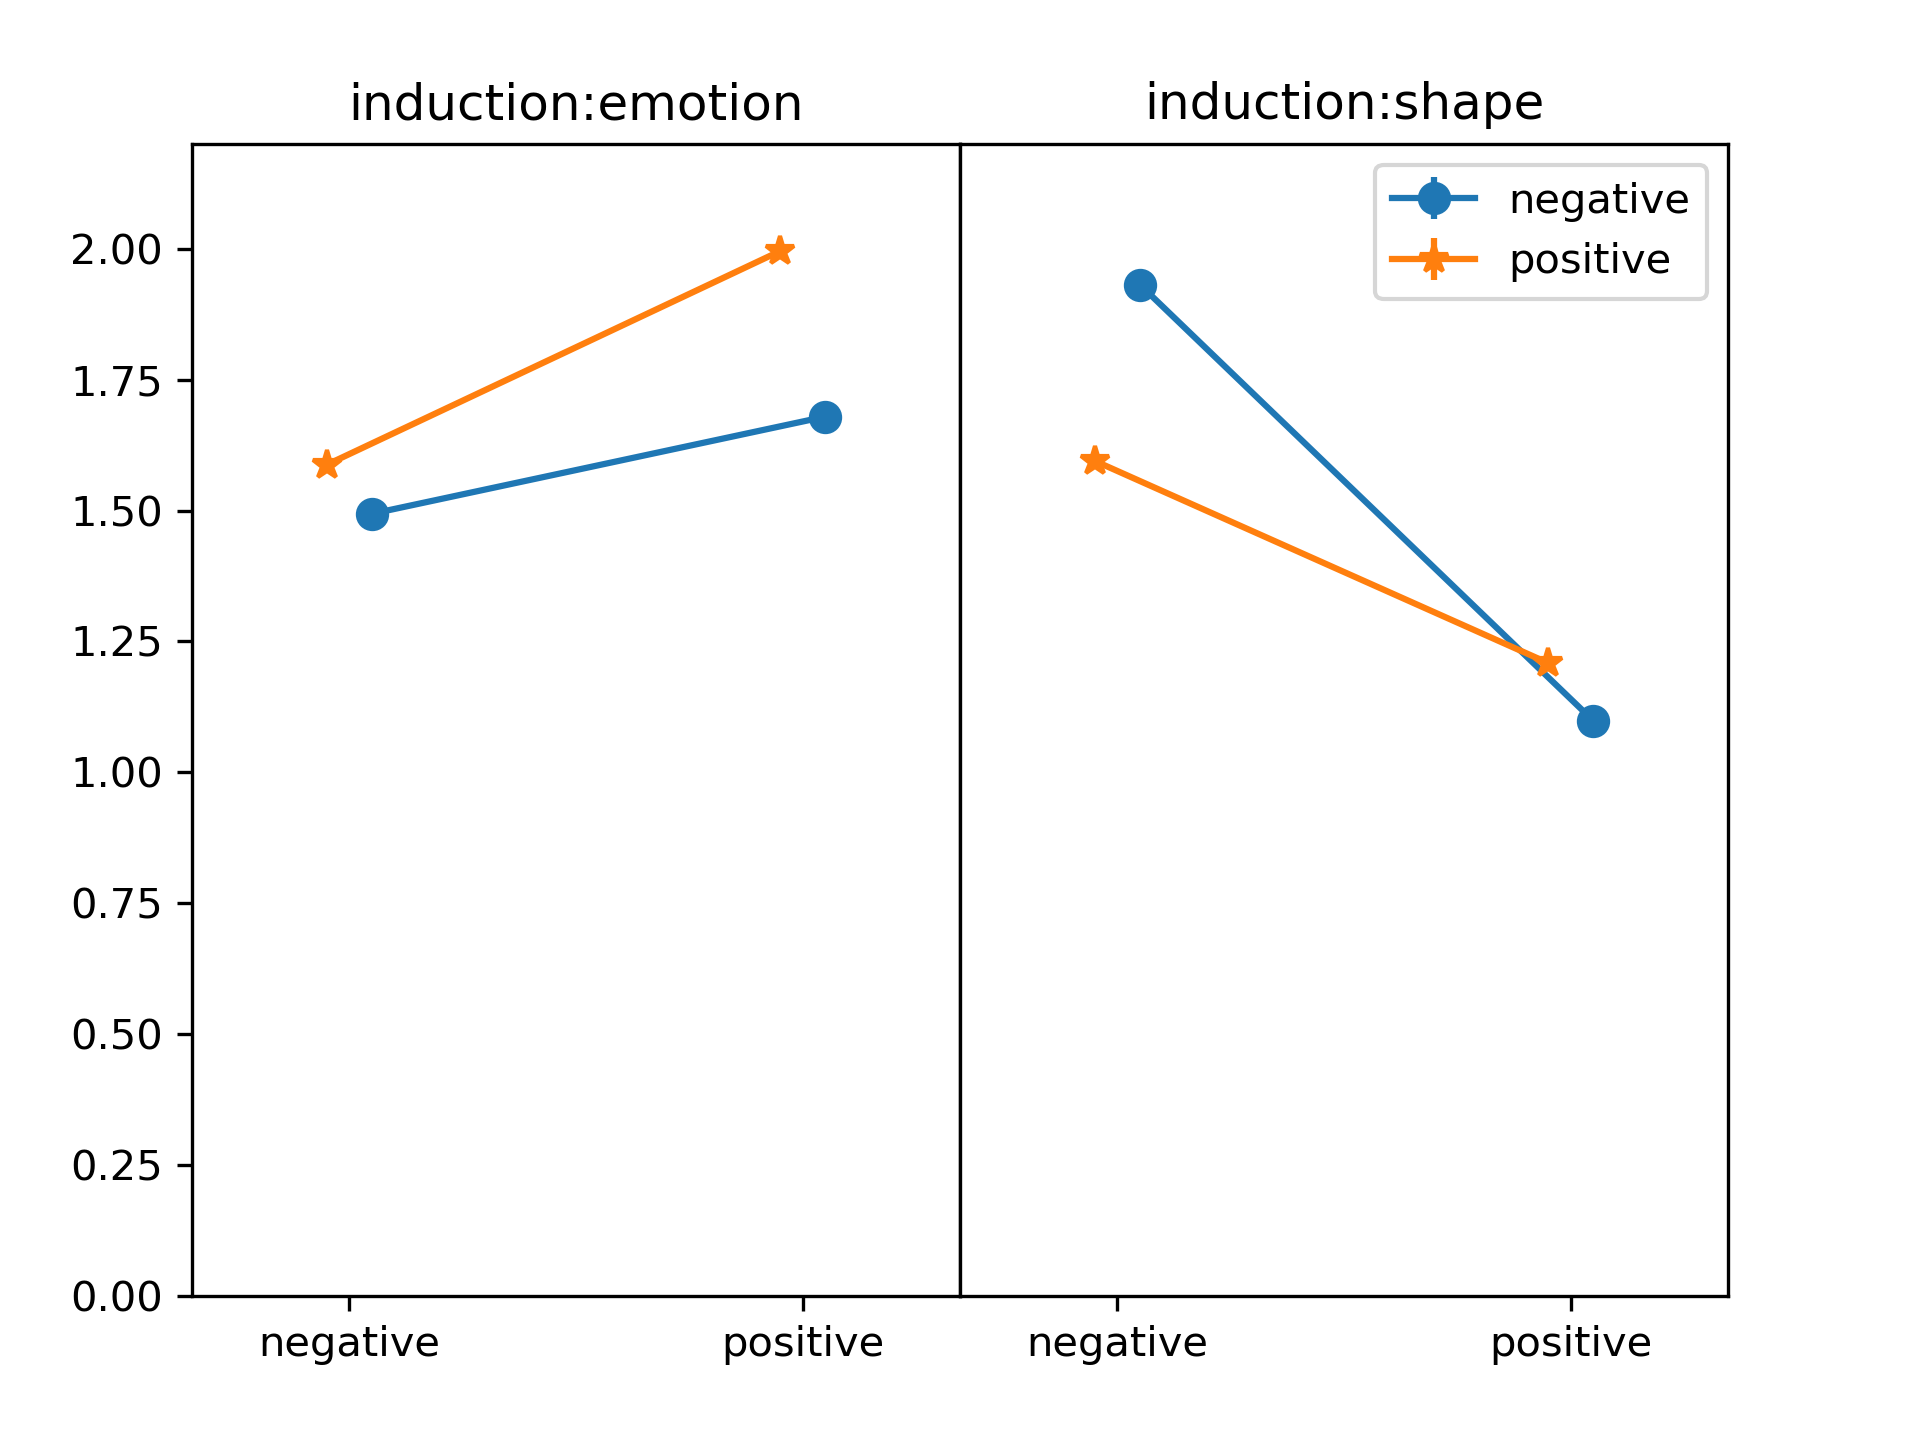 induction:emotion
induction:shape
negative
positive
2.00
1.75
1.50
1.25
1.00
0.75
0.50
0.25
0.00
negative positive negative positive